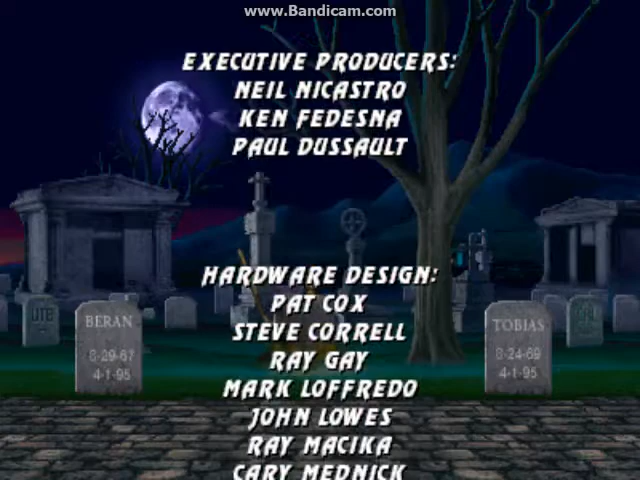 www.Bandicam.com
EXECUTIVE PRODUCERS:
NEIL NICASTRO
KEN FEDESNA
PAUL DUSSAULT
HARDWARE DESIGN:
PAT COX
STEVE CORRELL
RAY GAY
MARK LOFFREDO
JOHN LOWES
RAY MACIKA
CARY MEDNICK
BERAN
8-29-67
4-1-95
TOBIAS
8-24-69
4-1-95